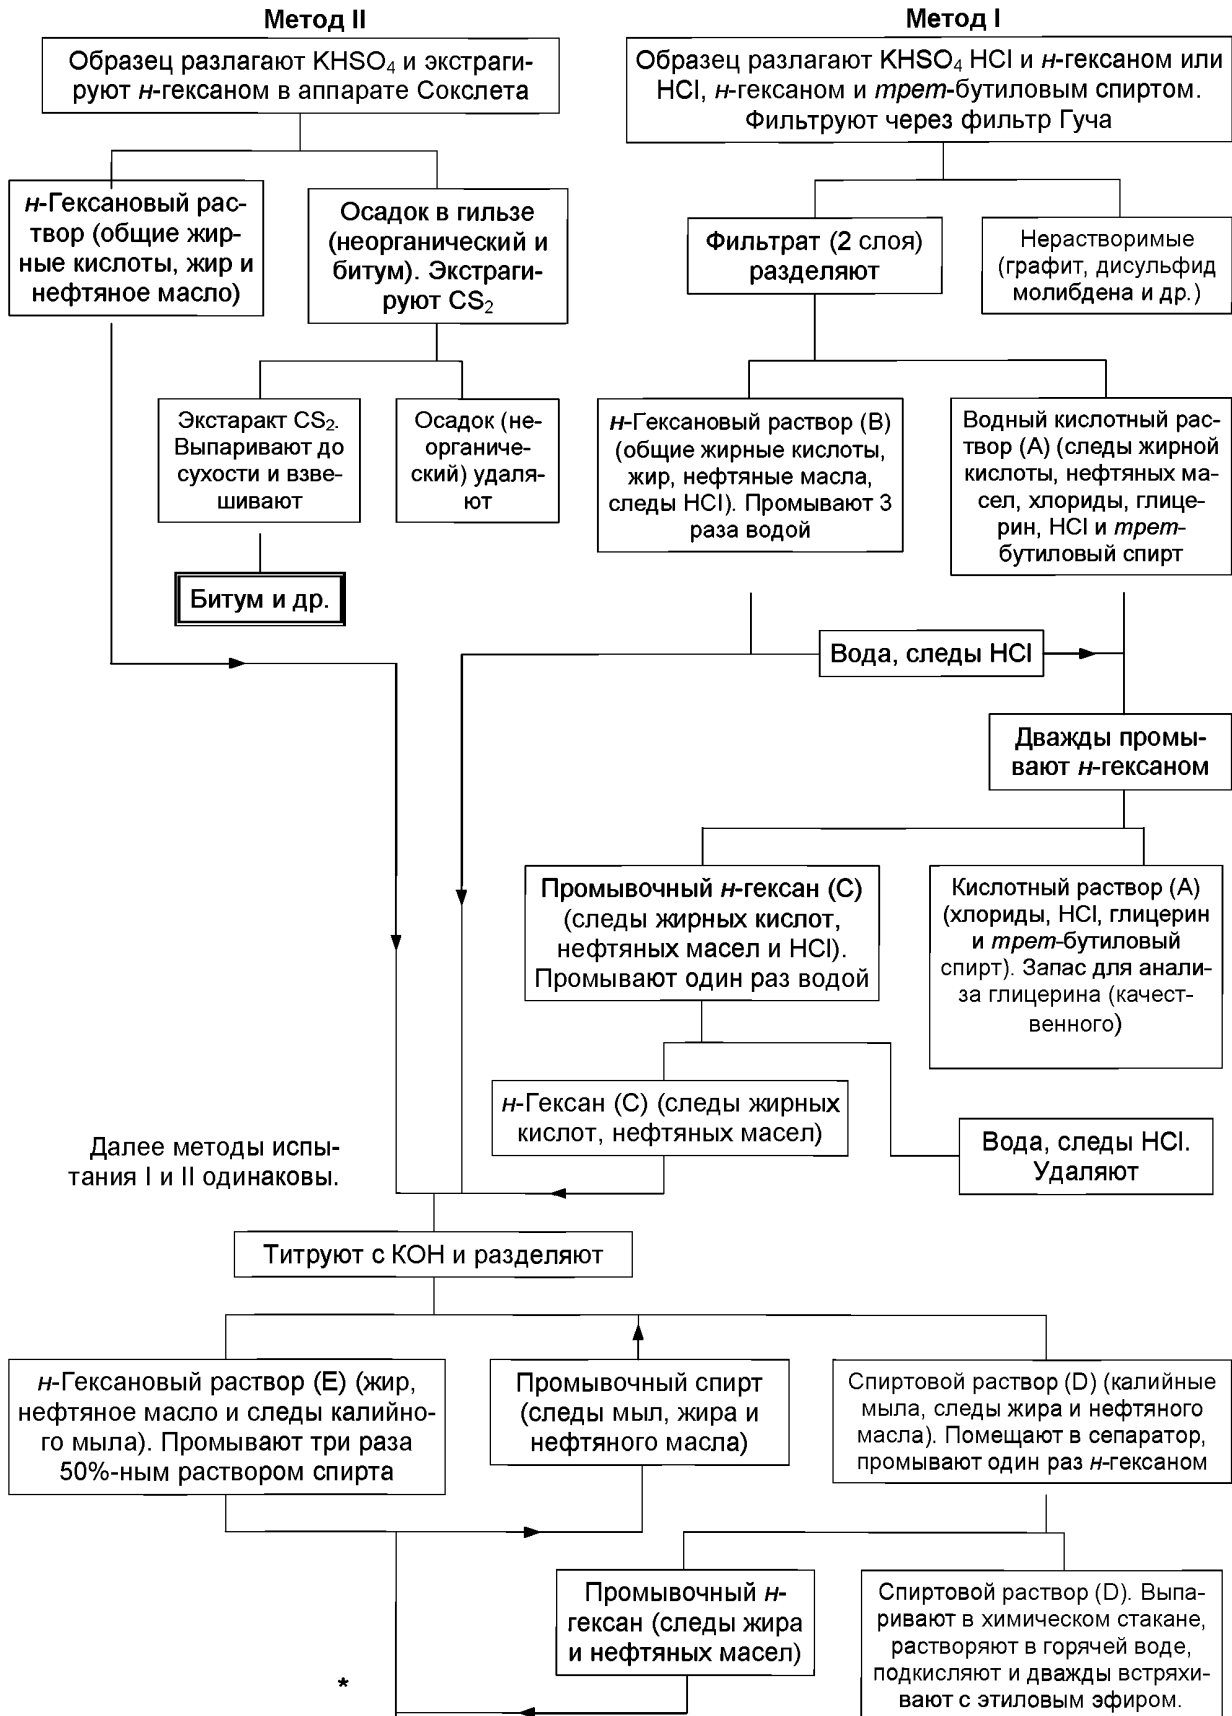 Метод II
Образец разлагают KHSO₄ и экстраги-
руют н-гексаном в аппарате Сокслета
н-Гексановый рас-
твор (общие жир-
ные кислоты, жир и
нефтяное масло)
Осадок в гильзе
(неорганический и
битум). Экстраги-
руют CS₂
Экстаракт CS₂.
Выпаривают до
сухости и взве-
шивают
Осадок (не-
органиче-
ский) удаля-
ют
Битум и др.
Метод I
Образец разлагают KHSO₄ HCl и н-гексаном или
HCl, н-гексаном и трет-бутиловым спиртом.
Фильтруют через фильтр Гуча
Фильтрат (2 слоя)
разделяют
Нерастворимые
(графит, дисульфид
молибдена и др.)
н-Гексановый раствор (B)
(общие жирные кислоты,
жир, нефтяные масла,
следы HCl). Промывают 3
раза водой
Водный кислотный рас-
твор (А) (следы жирной
кислоты, нефтяных ма-
сел, хлориды, глице-
рин, HCl и трет-
бутиловый спирт
Вода, следы HCl
Дважды промы-
вают н-гексаном
Промывочный н-гексан (С)
(следы жирных кислот,
нефтяных масел и HCl).
Промывают один раз водой
Кислотный раствор (А)
(хлориды, HCl, глицерин
и трет-бутиловый
спирт). Запас для анали-
за глицерина (качест-
венного)
н-Гексан (С) (следы жирных
кислот, нефтяных масел)
Вода, следы HCl.
Удаляют
Далее методы испы-
тания I и II одинаковы.
Титруют с КОН и разделяют
н-Гексановый раствор (Е) (жир,
нефтяное масло и следы калийно-
го мыла). Промывают три раза
50%-ным раствором спирта
Промывочный спирт
(следы мыл, жира и
нефтяного масла)
Спиртовой раствор (D) (калийные
мыла, следы жира и нефтяного
масла). Помещают в сепаратор,
промывают один раз н-гексаном
Промывочный н-
гексан (следы жира
и нефтяных масел)
Спиртовой раствор (D). Выпа-
ривают в химическом стакане,
растворяют в горячей воде,
подкисляют и дважды встряхи-
вают с этиловым эфиром.
*